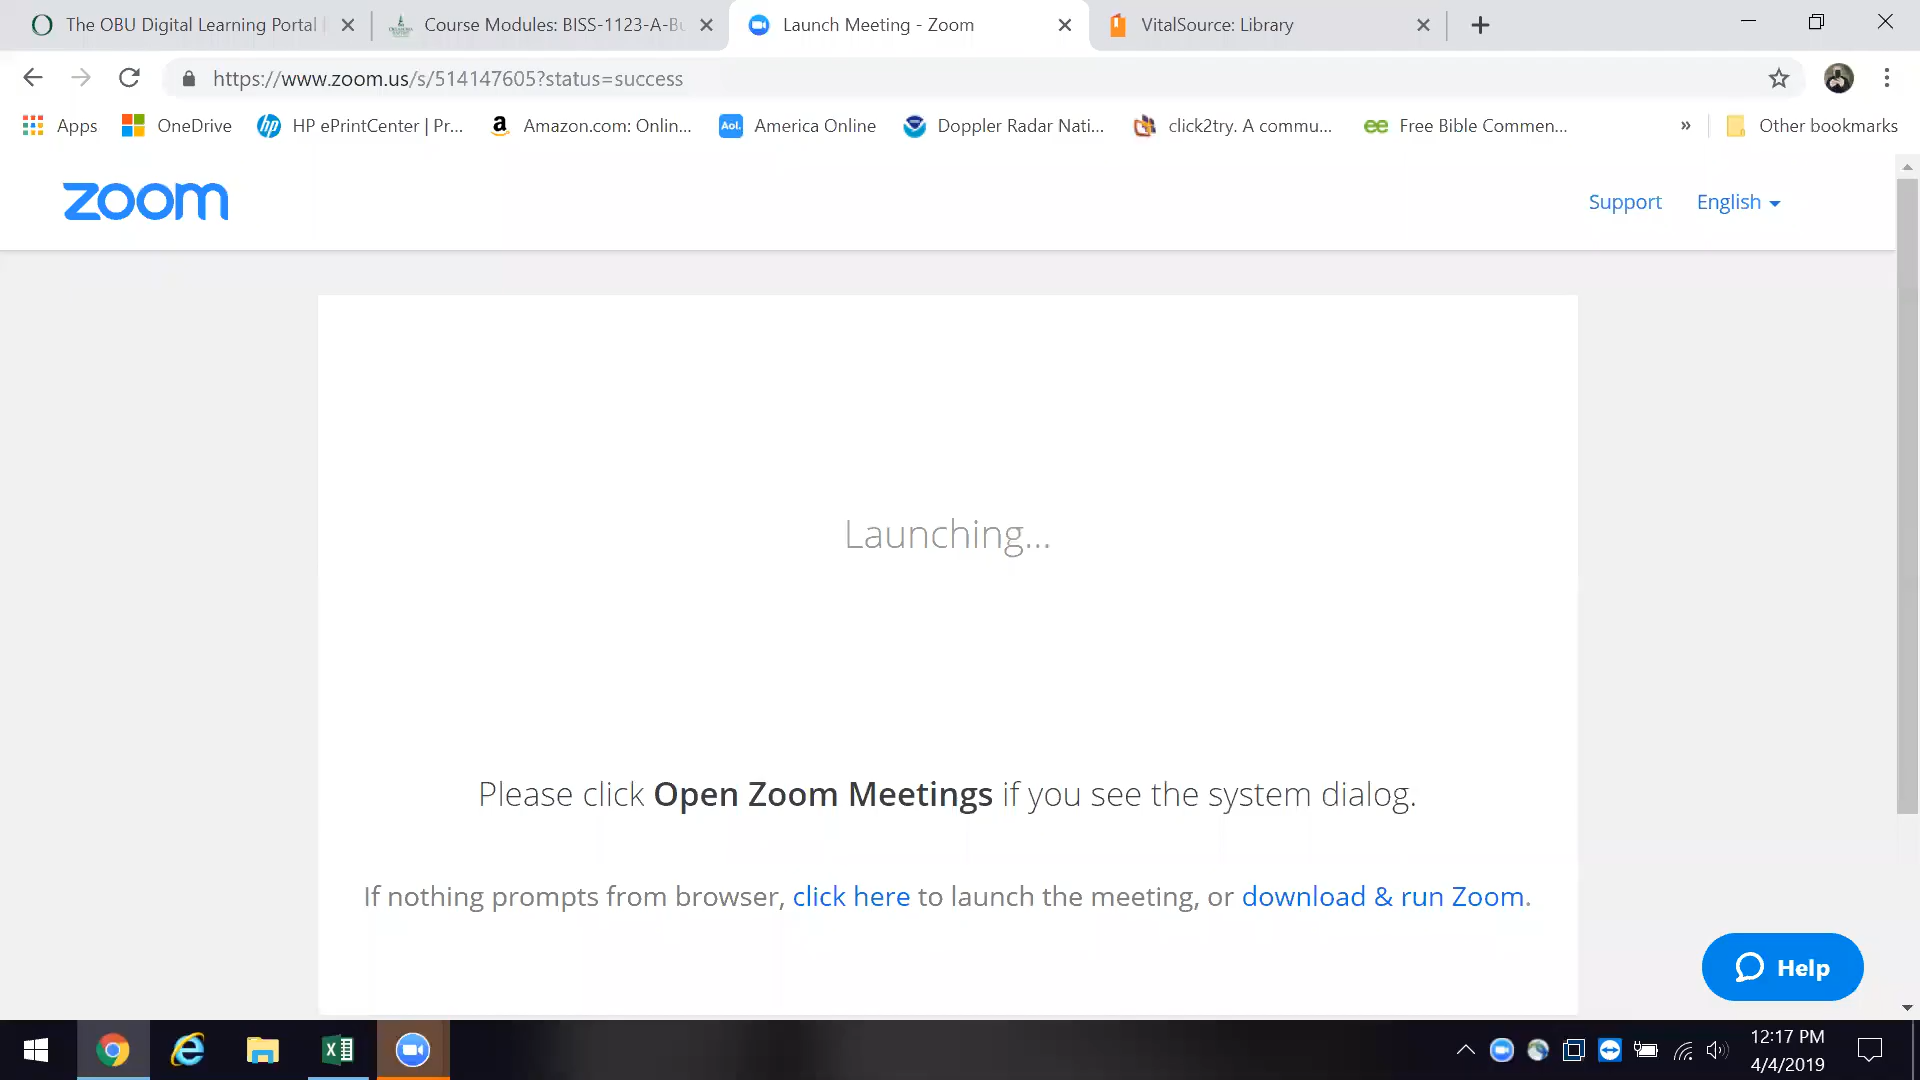 The OBU Digital Learning Portal
Course Modules: BISS-1123-A-Bu
Launch Meeting - Zoom
VitalSource: Library
https://www.zoom.us/s/514147605?status=success
Apps
OneDrive
HP ePrintCenter | Pr...
a
Amazon.com: Onlin...
Aol.
America Online
Doppler Radar Nati...
click2try. A commu...
ee
Free Bible Commen...
»
Other bookmarks
zoom
Support
English
Launching...
Please click Open Zoom Meetings if you see the system dialog.
If nothing prompts from browser, click here to launch the meeting, or download & run Zoom.
Help
12:17 PM
4/4/2019